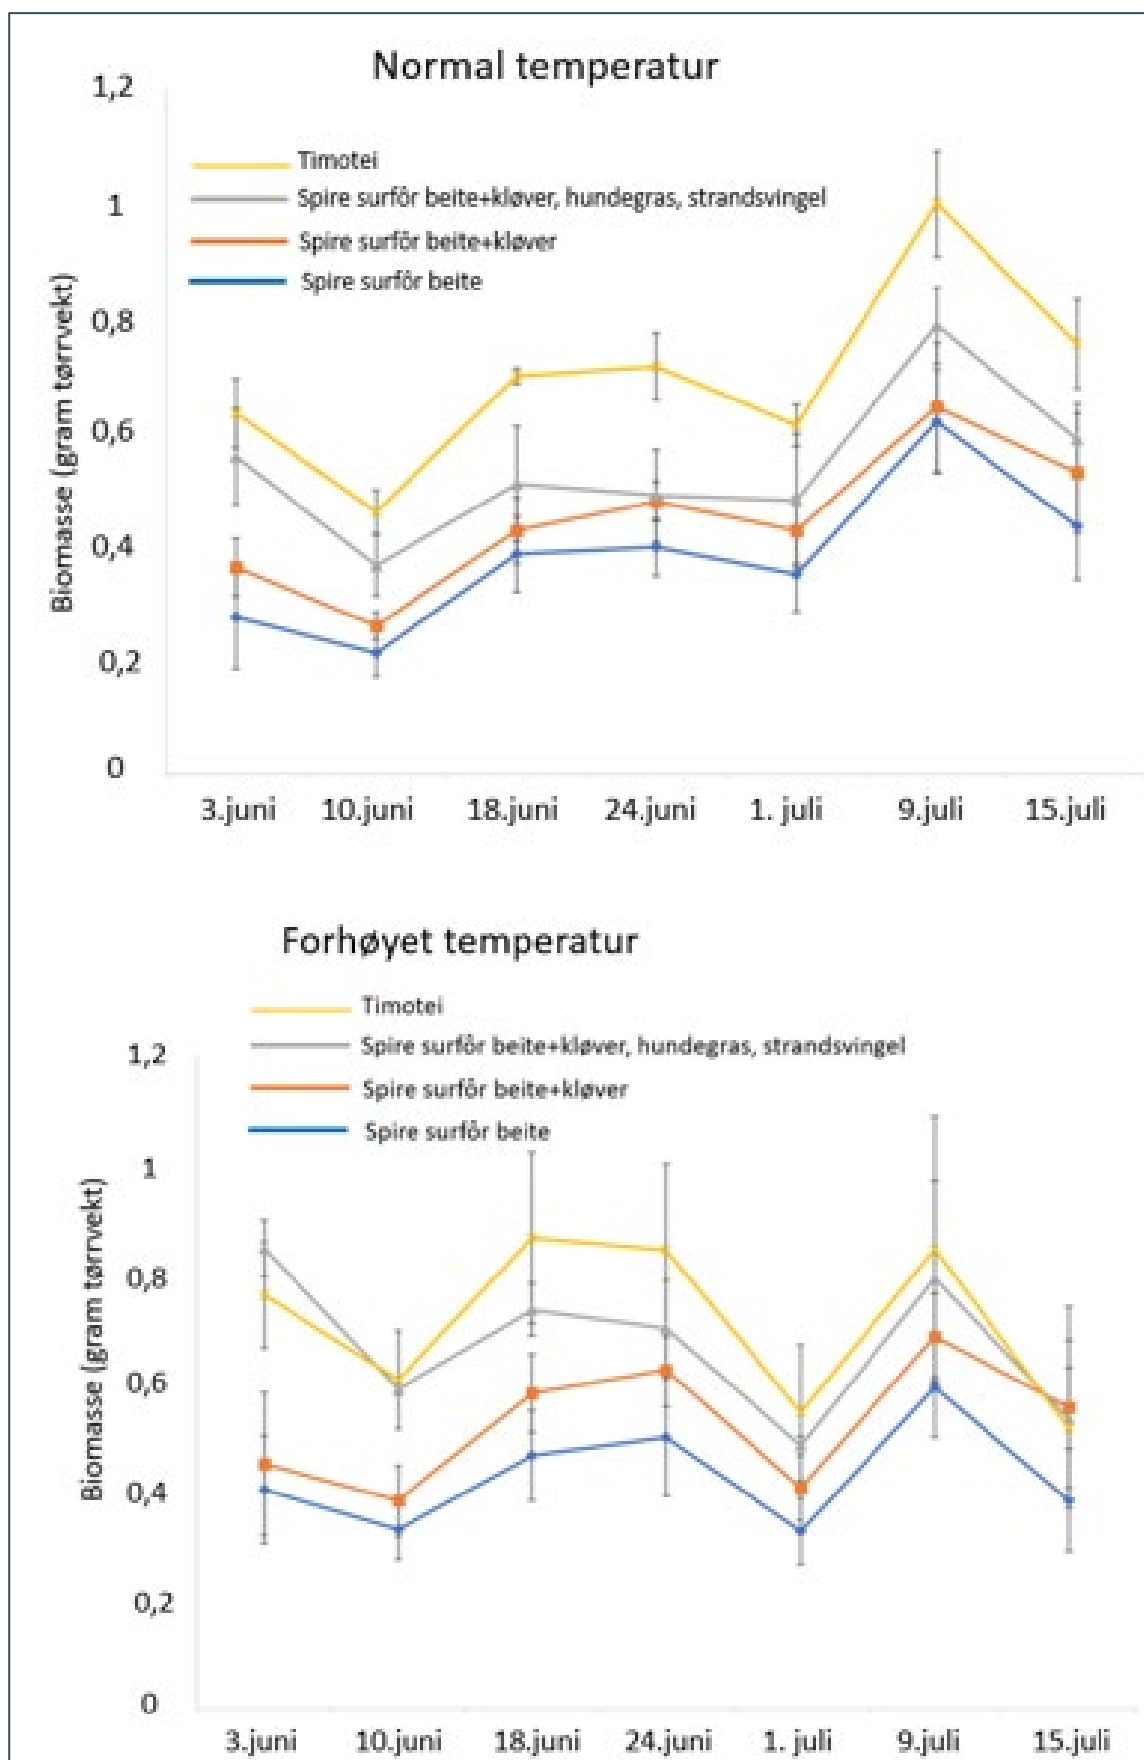 Normal temperatur
1,2
1
0,8
0,6
0,4
0,2
0
Biomasse (gram tørrvekt)
Timotei
Spire surfôr beite+kløver, hundegras, strandsvingel
Spire surfôr beite+kløver
Spire surfôr beite
3.juni 10.juni 18.juni 24.juni 1. juli 9.juli 15.juli
Forhøyet temperatur
Timotei
Spire surfôr beite+kløver, hundegras, strandsvingel
Spire surfôr beite+kløver
Spire surfôr beite
1,2
1
0,8
0,6
0,4
0,2
0
Biomasse (gram tørrvekt)
3.juni 10.juni 18.juni 24.juni 1. juli 9.juli 15.juli